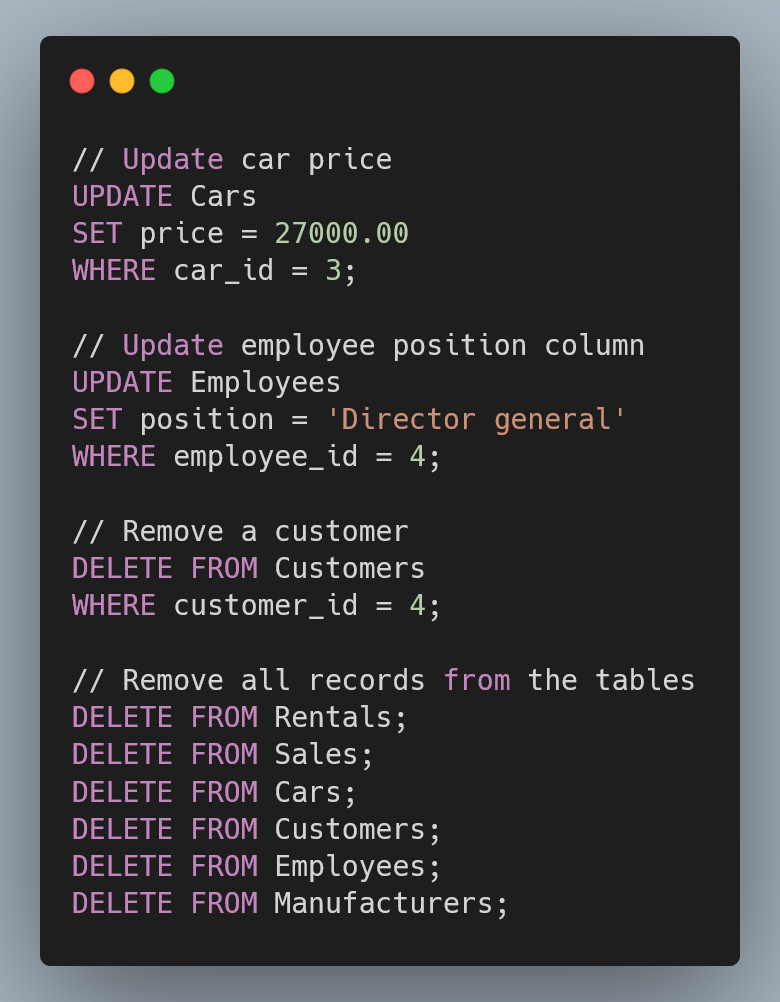 // Update car price
UPDATE Cars
SET price = 27000.00
WHERE car_id = 3;
// Update employee position column
UPDATE Employees
SET position = 'Director general'
WHERE employee_id = 4;
// Remove a customer
DELETE FROM Customers
WHERE customer_id = 4;
// Remove all records from the tables
DELETE FROM Rentals;
DELETE FROM Sales;
DELETE FROM Cars;
DELETE FROM Customers;
DELETE FROM Employees;
DELETE FROM Manufacturers;